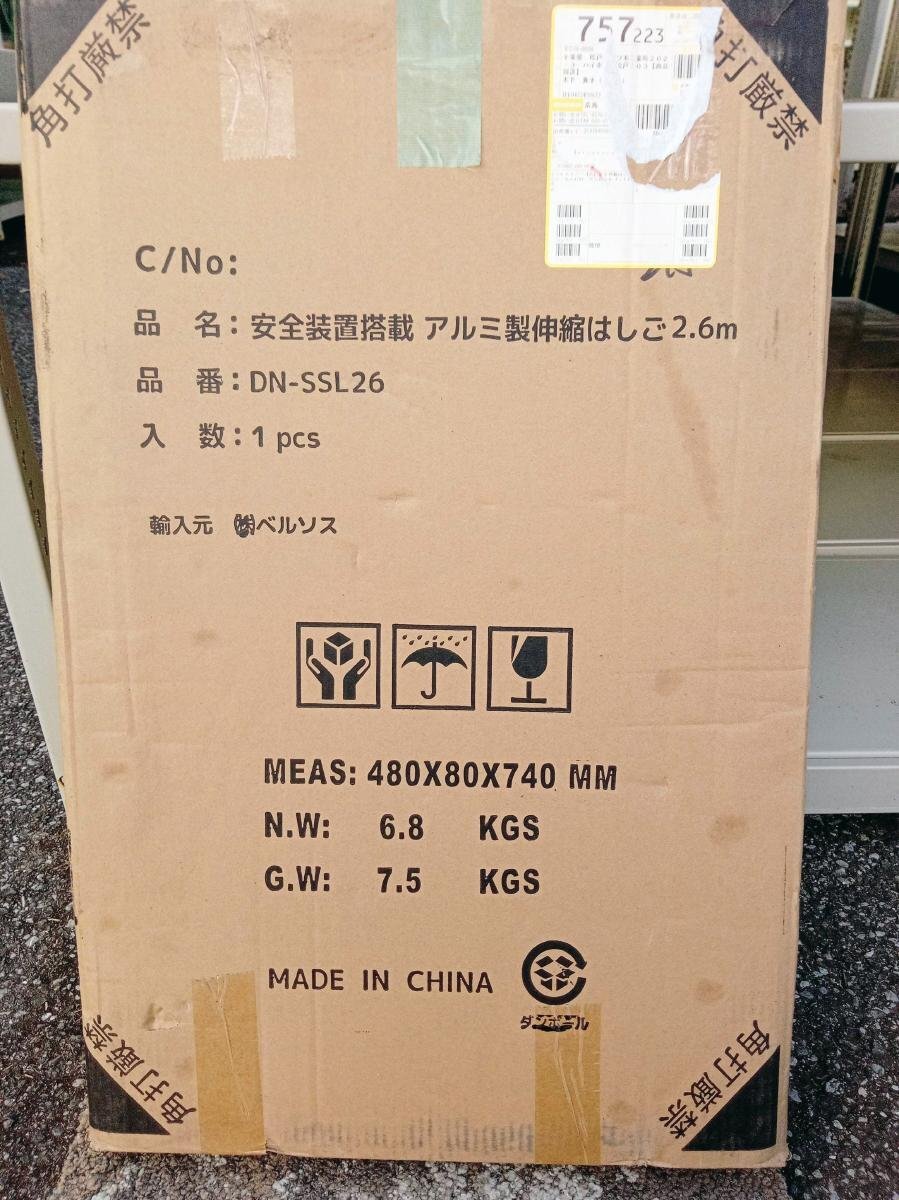 角打厳禁
757 223
角打厳禁
C/No:
品 名:安全装置搭載 アルミ製伸縮はしご2.6m
品 番:DN-SSL26
入 数:1 pcs
輸入元 ㈱ベルソス
MEAS: 480X80X740 MM
N.W: 6.8 KGS
G.W: 7.5 KGS
MADE IN CHINA
ダンボール
角打厳禁
角打厳禁